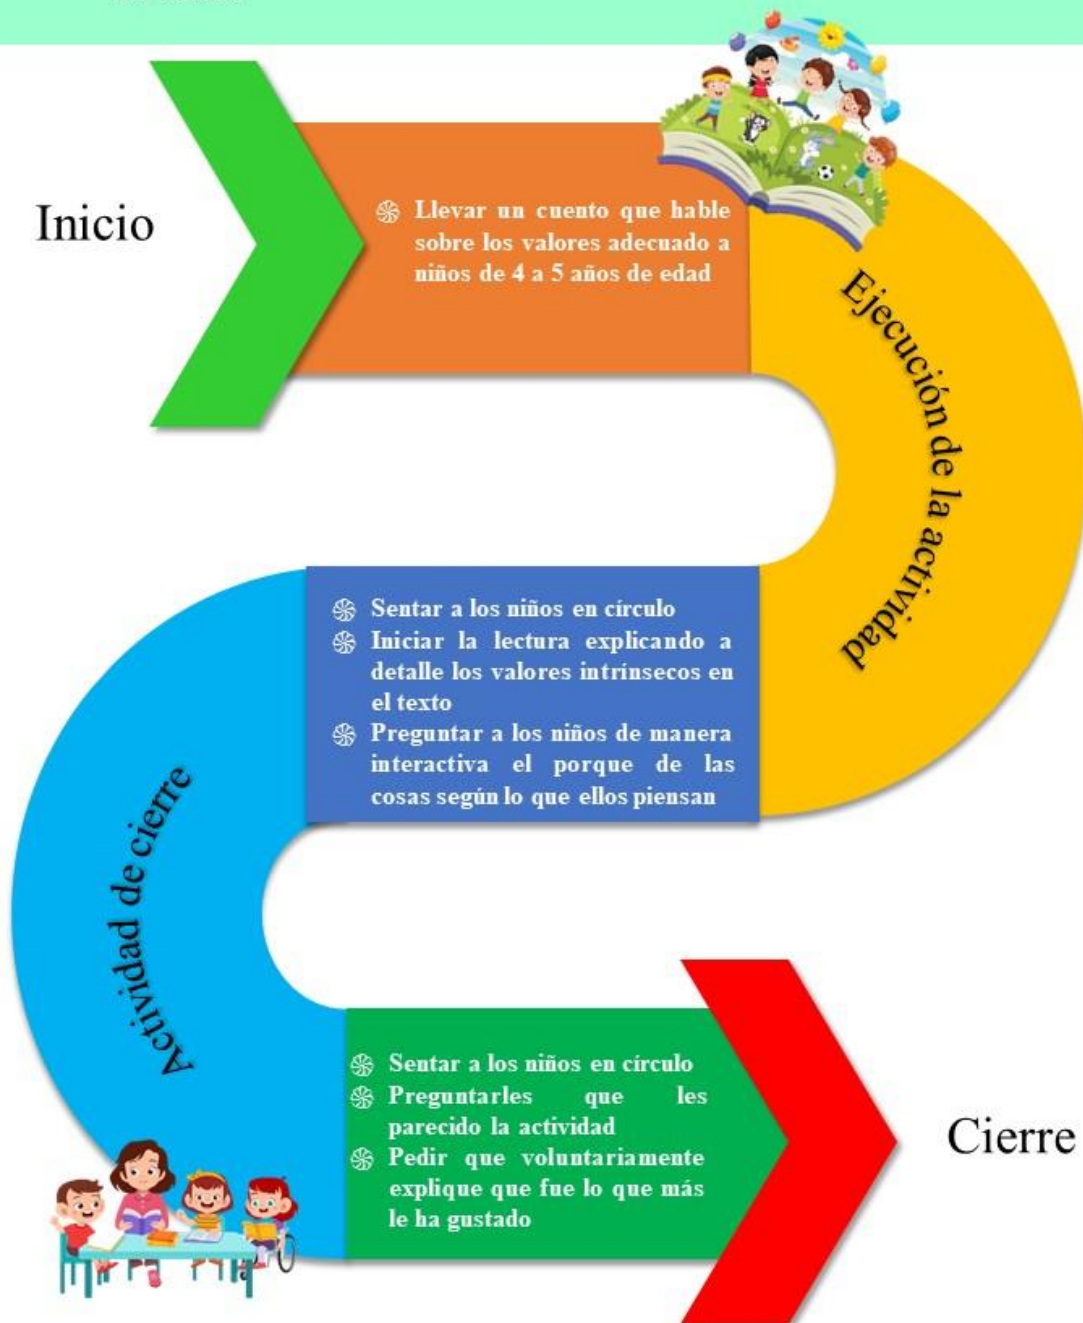 Inicio
֍ Llevar un cuento que hable
sobre los valores adecuado a
niños de 4 a 5 años de edad
Ejecución de la actividad
֍ Sentar a los niños en círculo
֍ Iniciar la lectura explicando a
detalle los valores intrínsecos en
el texto
֍ Preguntar a los niños de manera
interactiva el porque de las
cosas según lo que ellos piensan
Actividad de cierre
֍ Sentar a los niños en círculo
֍ Preguntarles que les
parecido la actividad
֍ Pedir que voluntariamente
explique que fue lo que más
le ha gustado
Cierre